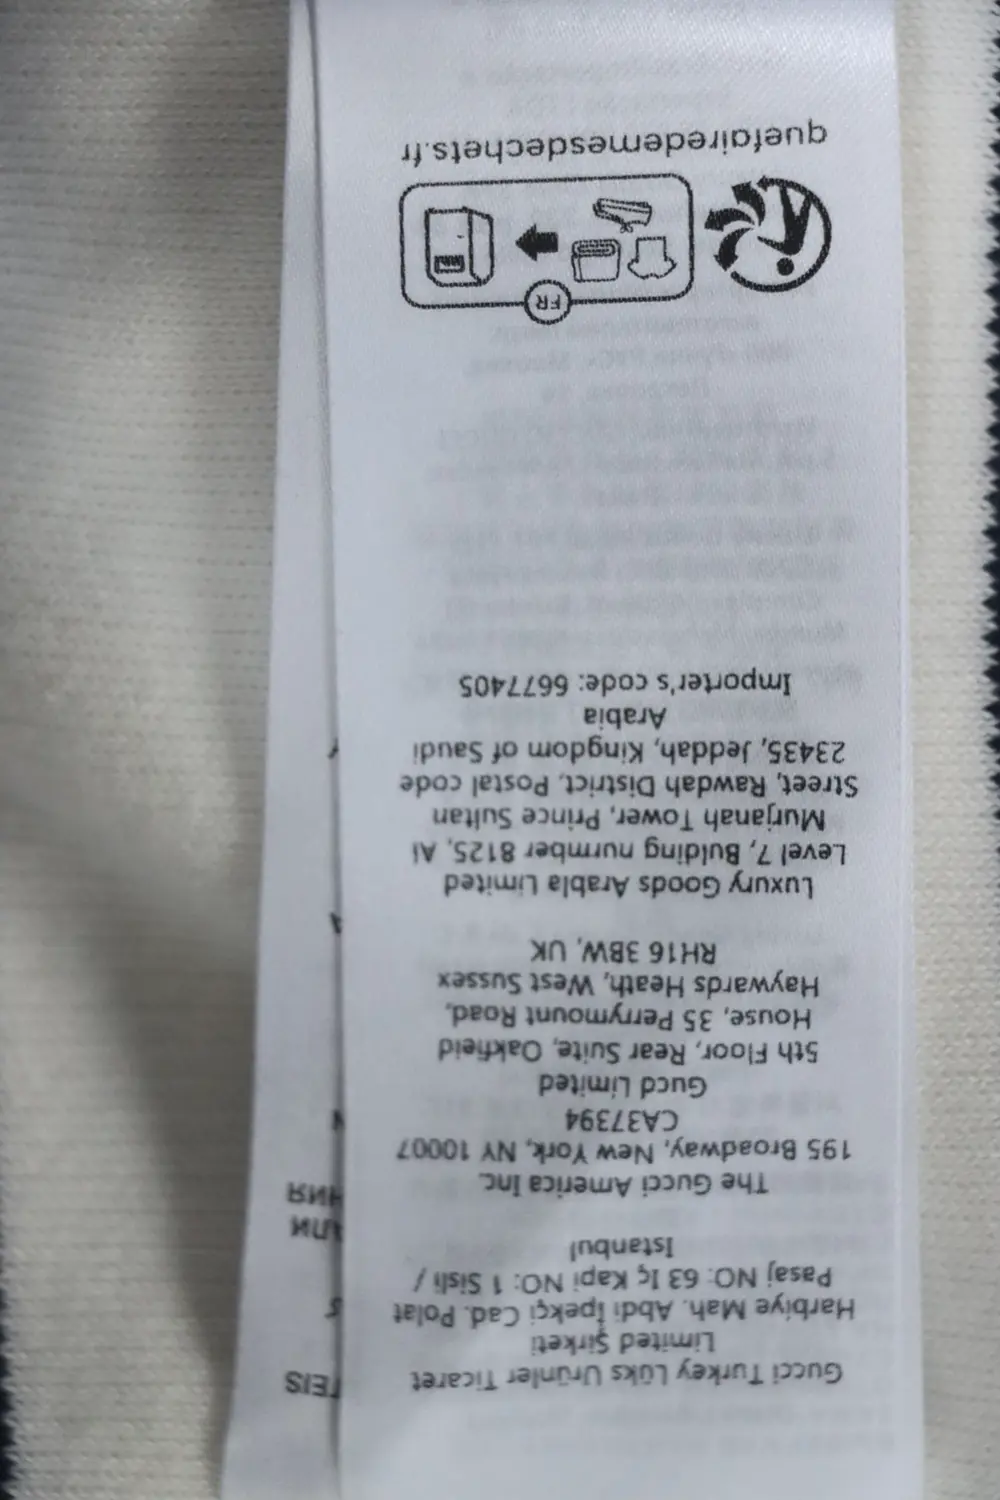 Gucci Turkey Lüks Ürünler Ticaret
Limited Şirketi
Harbiye Mah. Abdi İpekçi Cad. Polat
Pasaj NO: 63 İç Kapi NO: 1 Sisli /
Istanbul
The Gucci America Inc.
195 Broadway, New York, NY 10007
CA37394
Gucd Limited
5th Floor, Rear Suite, Oakfield
House, 35 Perrymount Road,
Haywards Heath, West Sussex
RH16 3BW, UK
Luxury Goods Arabla Limited
Level 7, Bulding nurmber 8125, Al
Murjanah Tower, Prince Sultan
Street, Rawdah District, Postal code
23435, Jeddah, Kingdom of Saudi
Arabia
Importer's code: 6677405
FR
quefairedemesdechets.fr